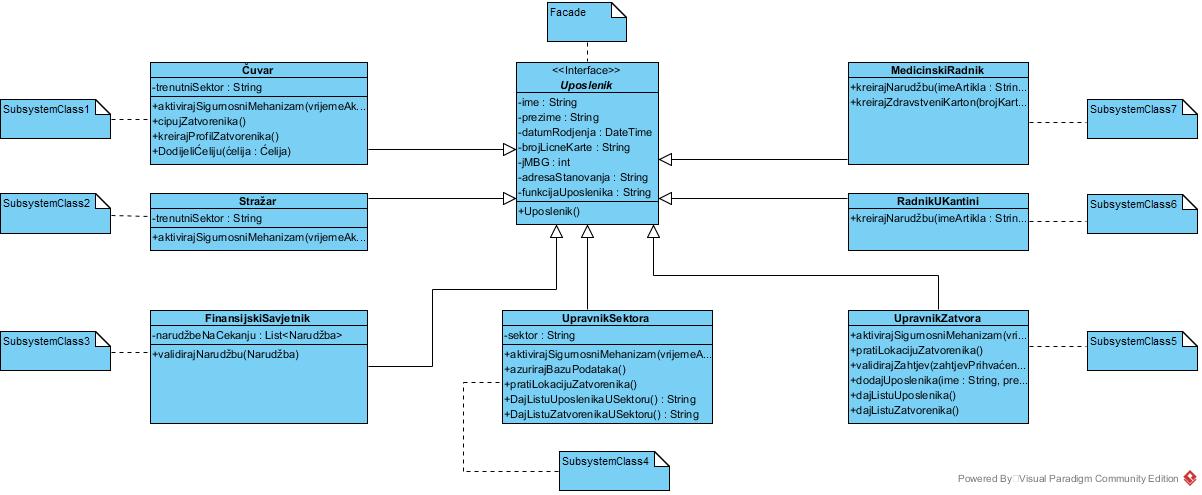 Facade
<<Interface>>
Uposlenik
-ime : String
-prezime : String
-datumRodjenja : DateTime
-brojLicneKarte : String
-jMBG : int
-adresaStanovanja : String
-funkcijaUposlenika : String
+Uposlenik()
SubsystemClass1
Čuvar
-trenutniSektor : String
+aktivirajSigurnosniMehanizam(vrijemeAk...
+cipujZatvorenika()
+kreirajProfilZatvorenika()
+DodijeliĆeliju(ćelija : Ćelija)
MedicinskiRadnik
+kreirajNarudžbu(imeArtikla : Strin...
+kreirajZdravstveniKarton(brojKart...
SubsystemClass7
SubsystemClass2
Stražar
-trenutniSektor : String
+aktivirajSigurnosniMehanizam(vrijemeAk...
RadnikUKantini
+kreirajNarudžbu(imeArtikla : Strin...
SubsystemClass6
SubsystemClass3
FinansijskiSavjetnik
-narudžbeNaCekanju : List<Narudžba>
+validirajNarudžbu(Narudžba)
UpravnikSektora
-sektor : String
+aktivirajSigurnosniMehanizam(vrijemeA...
+azurirajBazuPodataka()
+pratiLokacijuZatvorenika()
+DajListuUposlenikaUSektoru() : String
+DajListuZatvorenikaUSektoru() : String
UpravnikZatvora
+aktivirajSigurnosniMehanizam(vri...
+pratiLokacijuZatvorenika()
+validirajZahtjev(zahtjevPrihvaćen...
+dodajUposlenika(ime : String, pre...
+dajListuUposlenika()
+dajListuZatvorenika()
SubsystemClass5
SubsystemClass4
Powered By Visual Paradigm Community Edition